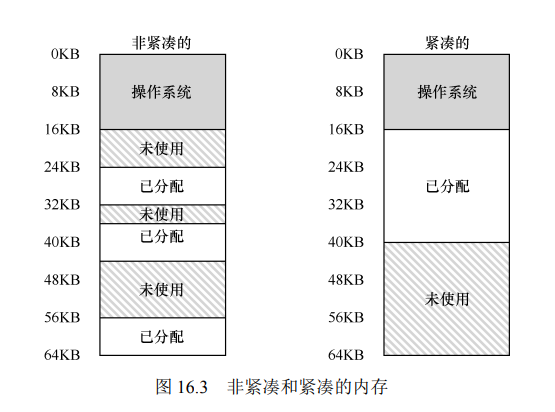 非紧凑的
0KB
8KB
16KB
24KB
32KB
40KB
48KB
56KB
64KB
操作系统
未使用
已分配
未使用
已分配
未使用
已分配
紧凑的
0KB
8KB
16KB
24KB
32KB
40KB
48KB
56KB
64KB
操作系统
已分配
未使用
图 16.3 非紧凑和紧凑的内存